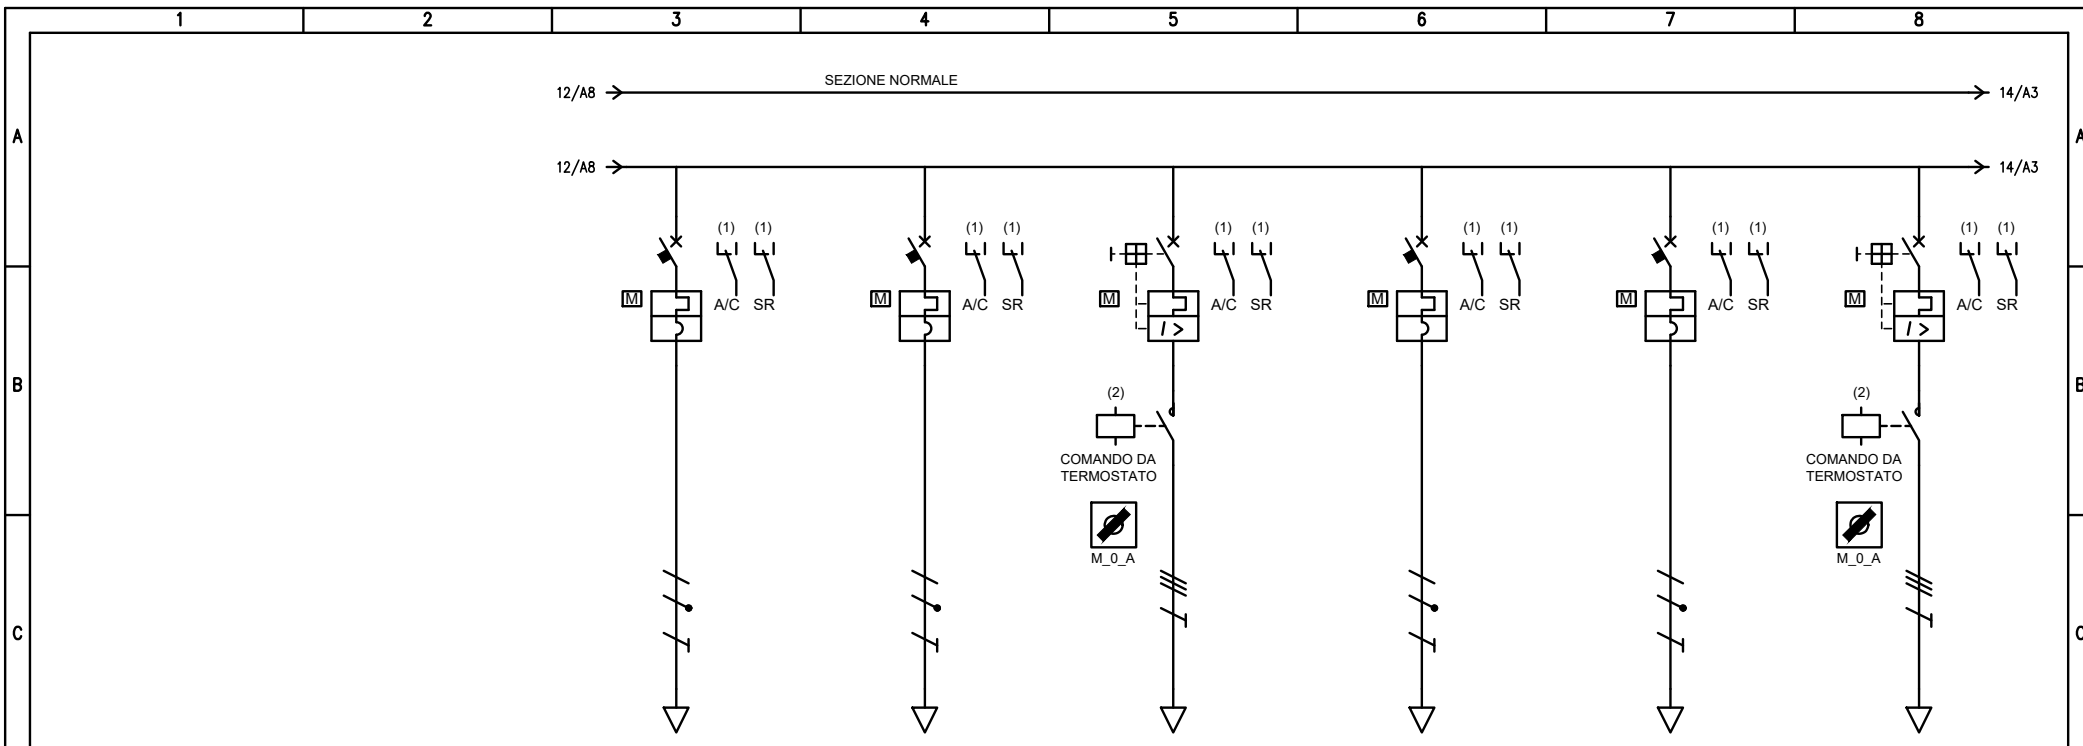 1 2 3 4 5 6 7 8
SEZIONE NORMALE
12/A8 14/A3
A A
12/A8 14/A3
(1) (1) (1) (1) (1) (1) (1) (1) (1) (1) (1) (1)
M A/C SR M A/C SR M A/C SR M A/C SR M A/C SR M A/C SR
I > I >
B B
(2) (2)
COMANDO DA COMANDO DA
TERMOSTATO TERMOSTATO
M_0_A M_0_A
C C